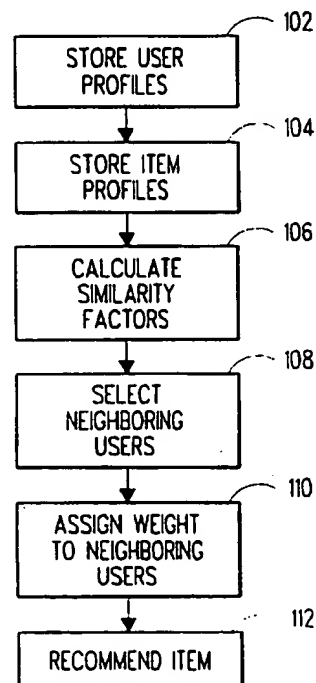 102
STORE USER
PROFILES
104
STORE ITEM
PROFILES
106
CALCULATE
SIMILARITY
FACTORS
108
SELECT
NEIGHBORING
USERS
110
ASSIGN WEIGHT
TO NEIGHBORING
USERS
112
RECOMMEND ITEM